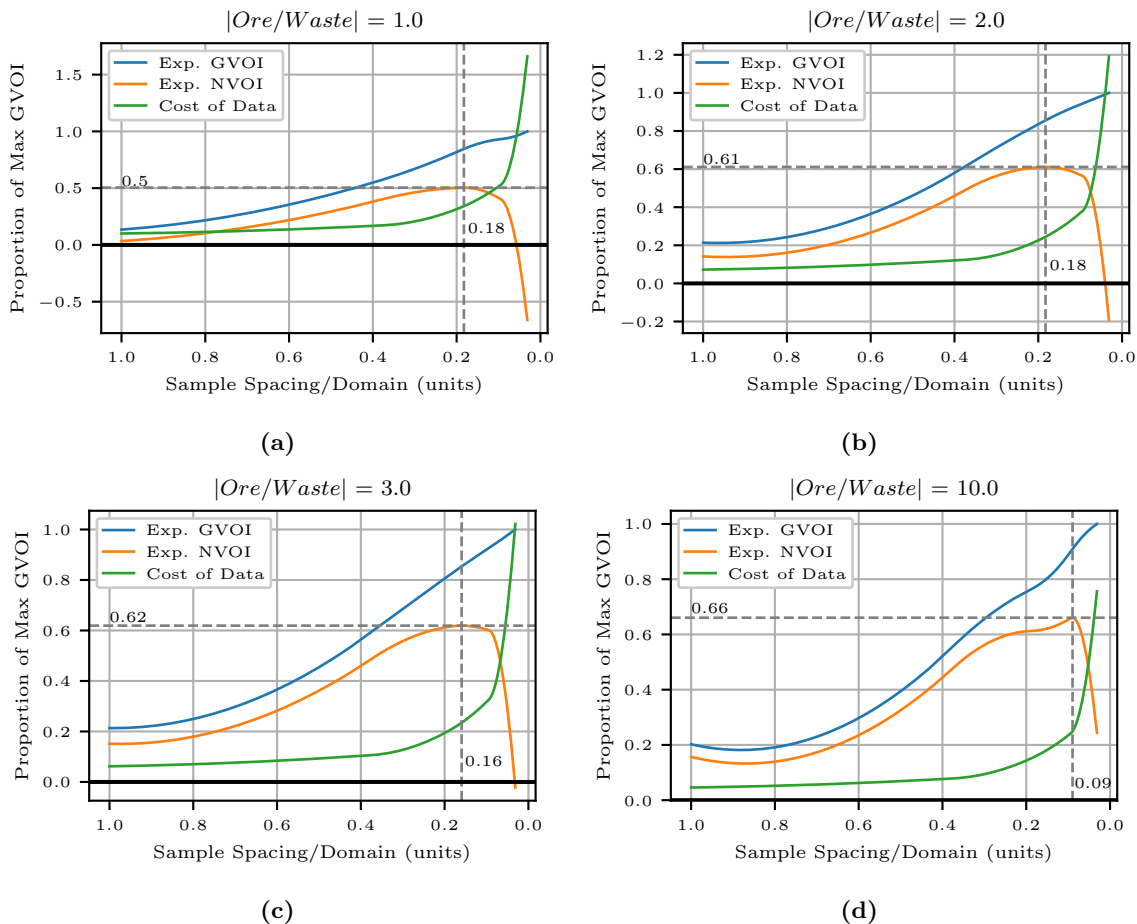 |Ore/Waste| = 1.0
Proportion of Max GVOI
1.5
1.0
0.5
0.0
−0.5
Exp. GVOI
Exp. NVOI
Cost of Data
0.5
0.18
1.0 0.8 0.6 0.4 0.2 0.0
Sample Spacing/Domain (units)
(a)
|Ore/Waste| = 2.0
Proportion of Max GVOI
1.2
1.0
0.8
0.6
0.4
0.2
0.0
−0.2
Exp. GVOI
Exp. NVOI
Cost of Data
0.61
0.18
1.0 0.8 0.6 0.4 0.2 0.0
Sample Spacing/Domain (units)
(b)
|Ore/Waste| = 3.0
Proportion of Max GVOI
1.0
0.8
0.6
0.4
0.2
0.0
Exp. GVOI
Exp. NVOI
Cost of Data
0.62
0.16
1.0 0.8 0.6 0.4 0.2 0.0
Sample Spacing/Domain (units)
(c)
|Ore/Waste| = 10.0
Proportion of Max GVOI
1.0
0.8
0.6
0.4
0.2
0.0
Exp. GVOI
Exp. NVOI
Cost of Data
0.66
0.09
1.0 0.8 0.6 0.4 0.2 0.0
Sample Spacing/Domain (units)
(d)